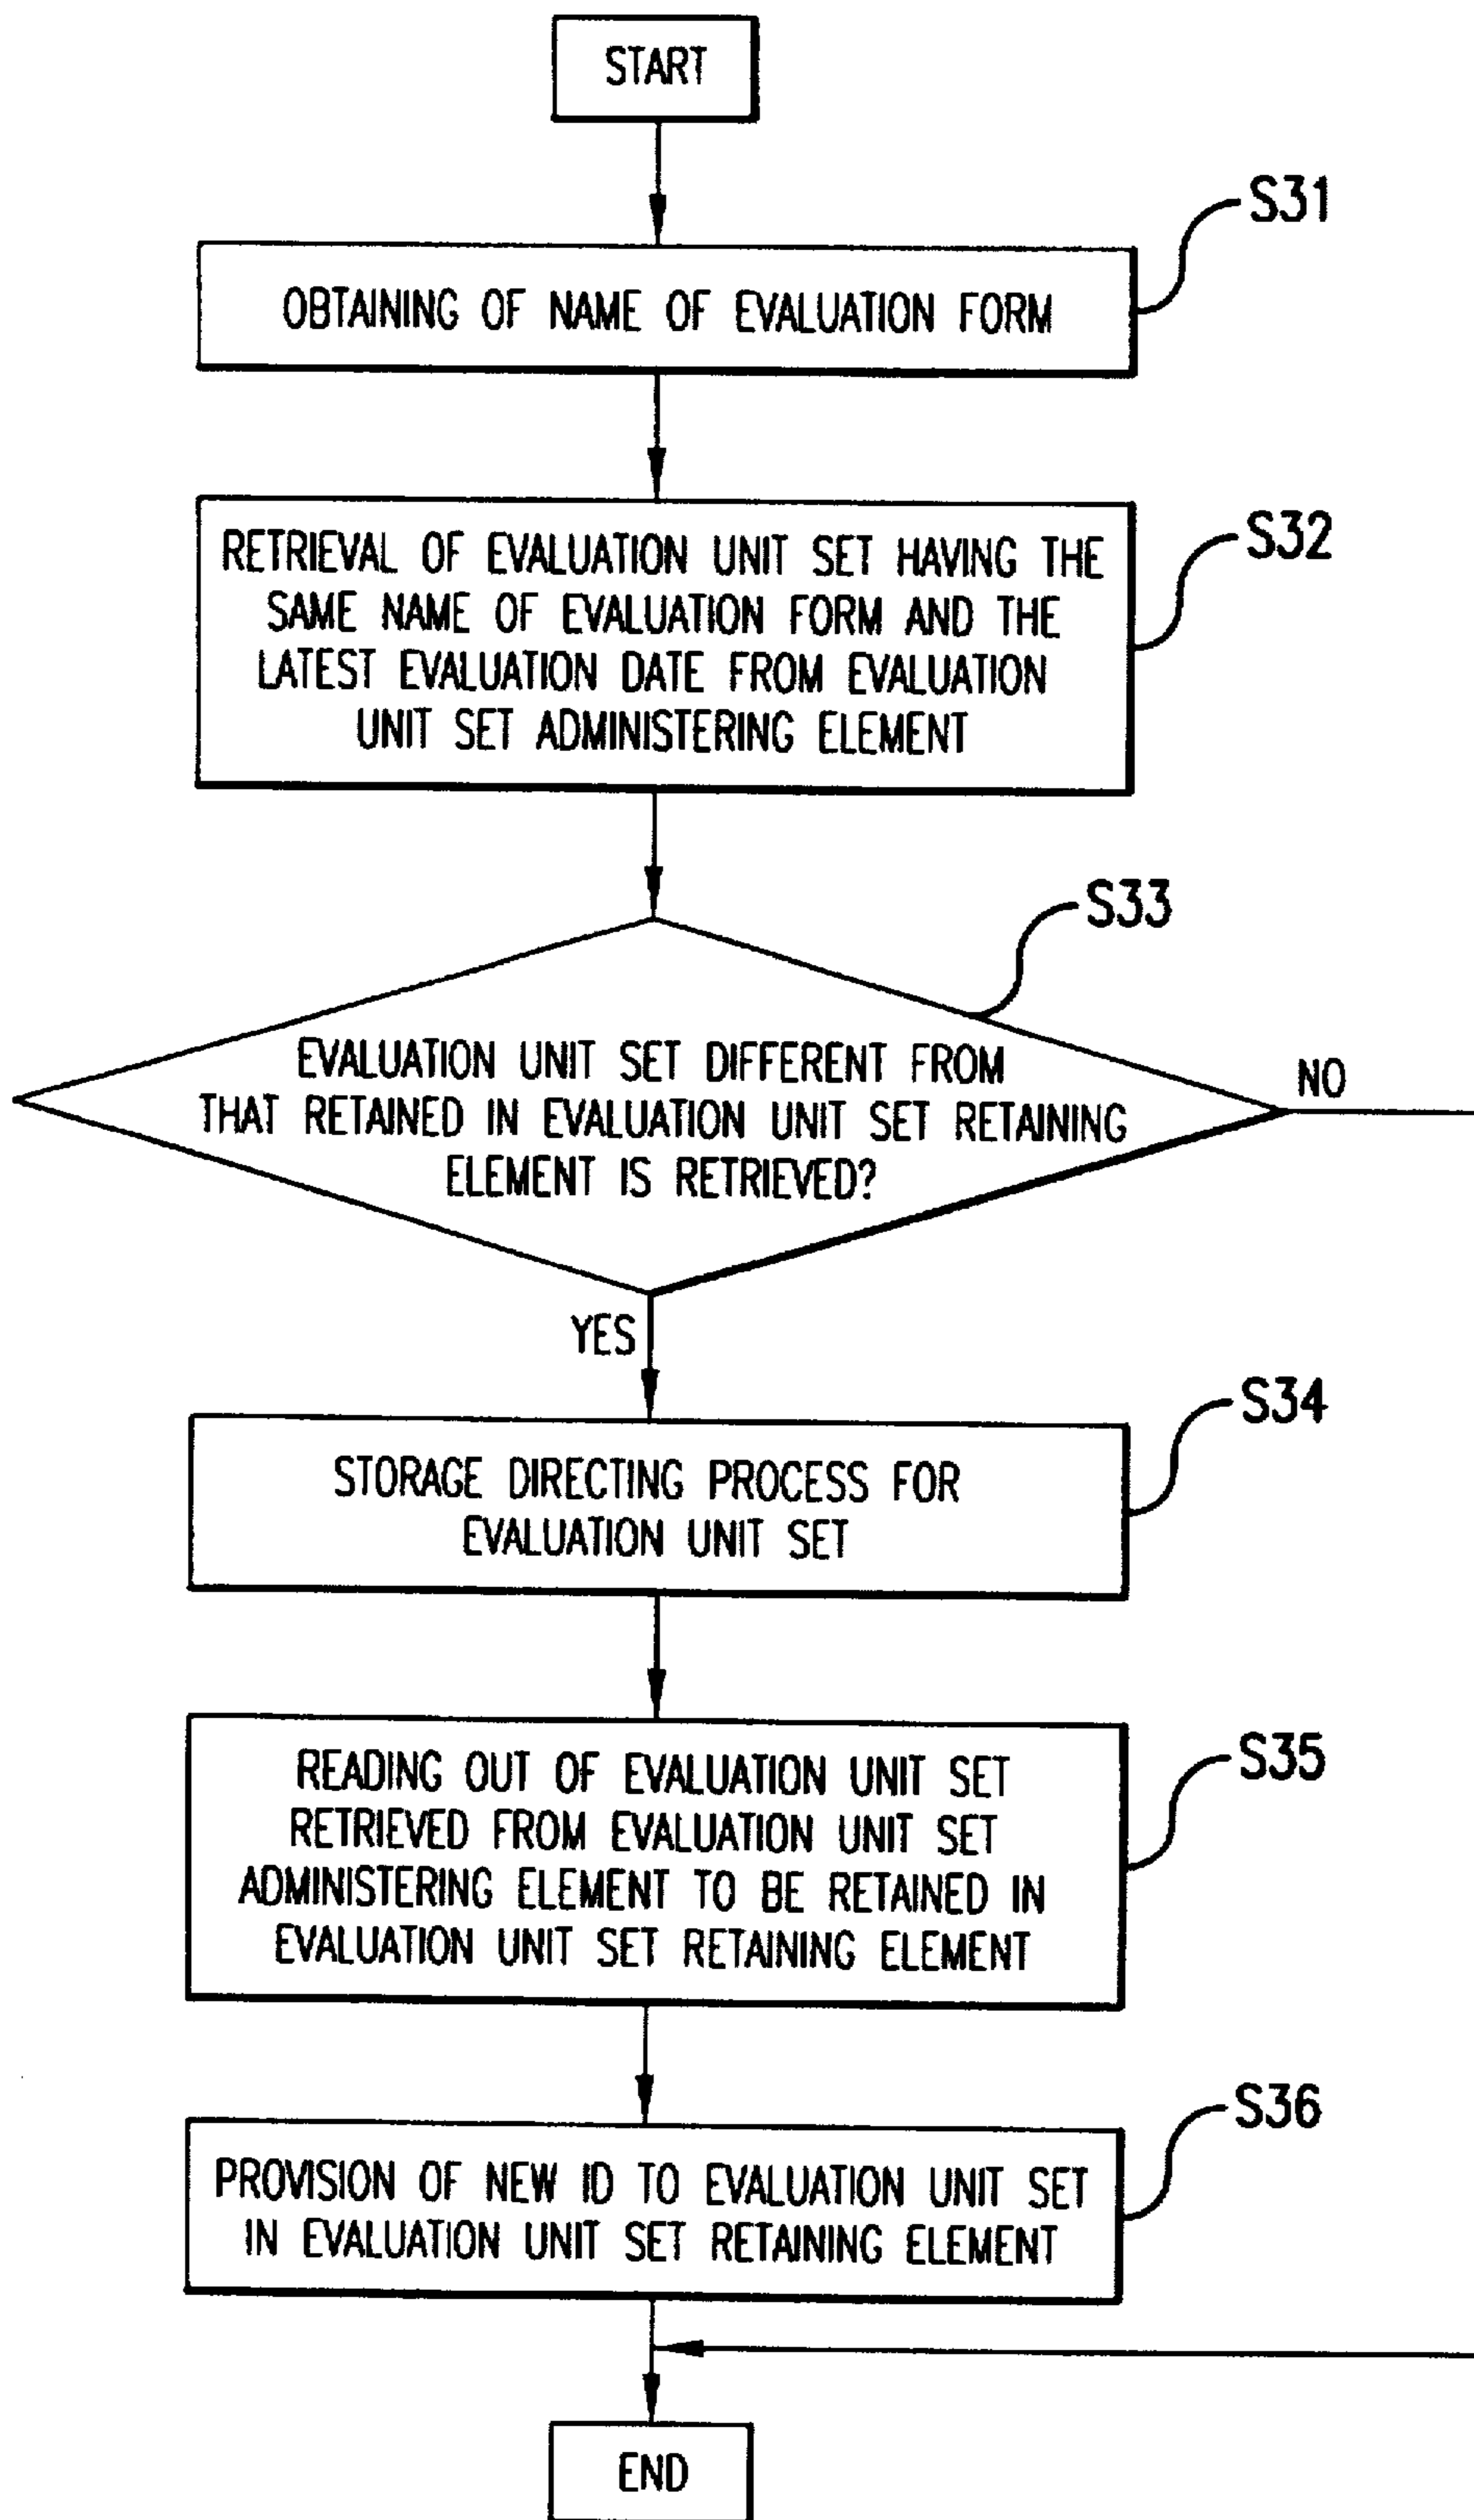 START
S31
OBTAINING OF NAME OF EVALUATION FORM
S32
RETRIEVAL OF EVALUATION UNIT SET HAVING THE
SAME NAME OF EVALUATION FORM AND THE
LATEST EVALUATION DATE FROM EVALUATION
UNIT SET ADMINISTERING ELEMENT
S33
EVALUATION UNIT SET DIFFERENT FROM
THAT RETAINED IN EVALUATION UNIT SET RETAINING
ELEMENT IS RETRIEVED?
NO
YES
S34
STORAGE DIRECTING PROCESS FOR
EVALUATION UNIT SET
S35
READING OUT OF EVALUATION UNIT SET
RETRIEVED FROM EVALUATION UNIT SET
ADMINISTERING ELEMENT TO BE RETAINED IN
EVALUATION UNIT SET RETAINING ELEMENT
S36
PROVISION OF NEW ID TO EVALUATION UNIT SET
IN EVALUATION UNIT SET RETAINING ELEMENT
END